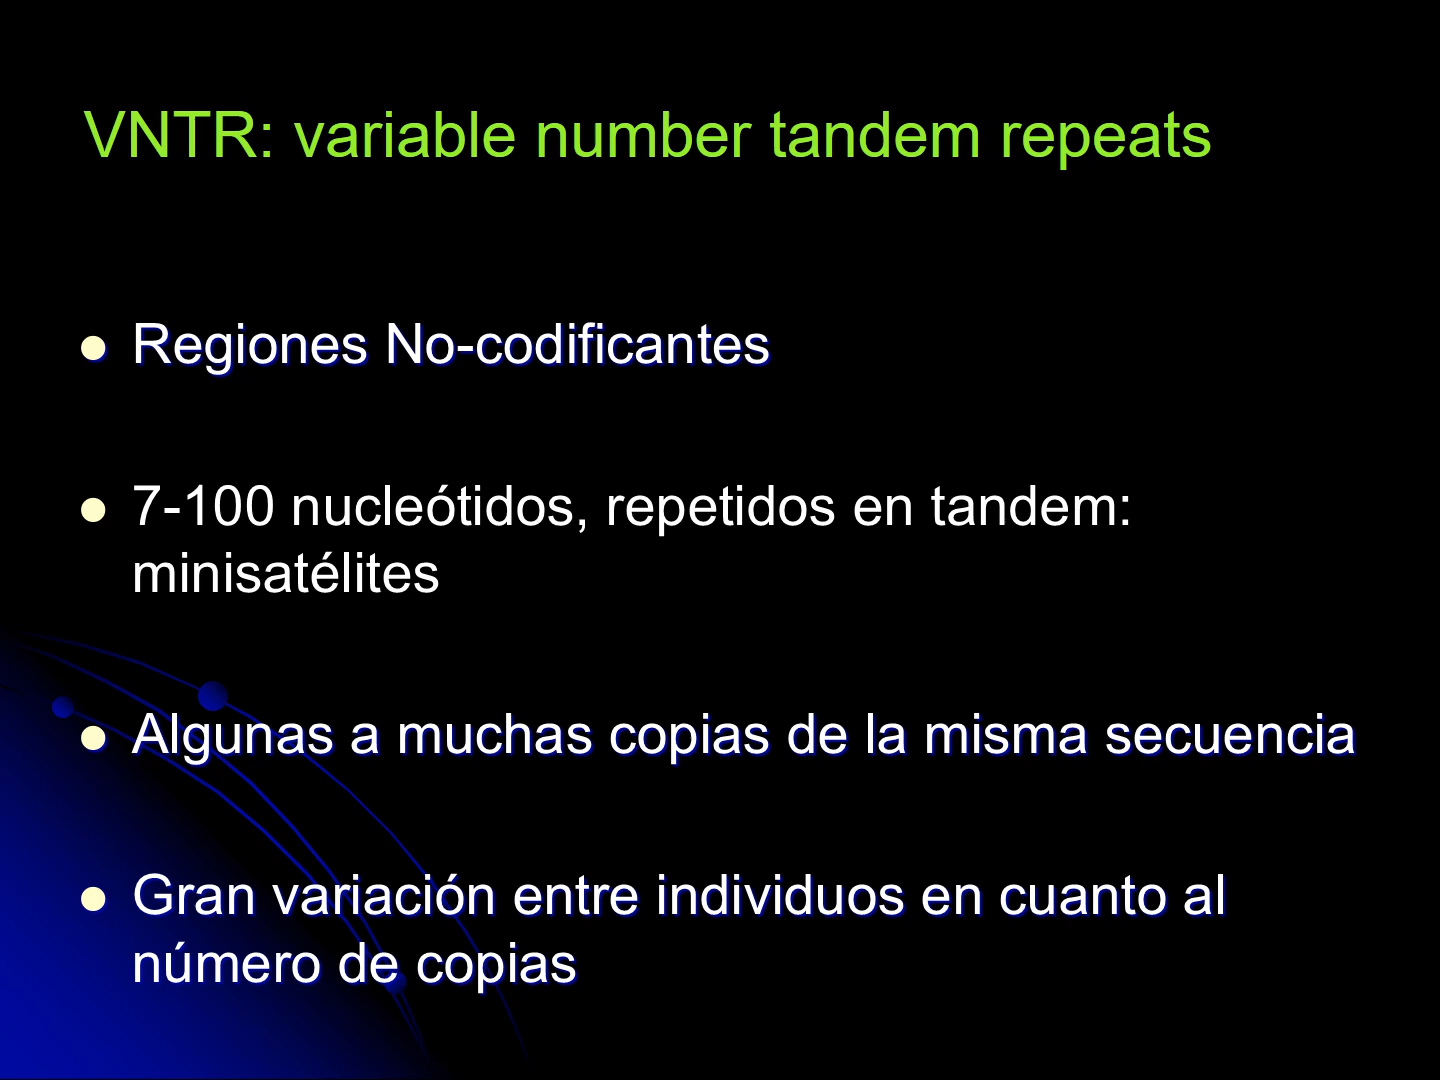 VNTR: variable number tandem repeats
Regiones No-codificantes
7-100 nucleótidos, repetidos en tandem:
minisatélites
Algunas a muchas copias de la misma secuencia
Gran variación entre individuos en cuanto al
número de copias